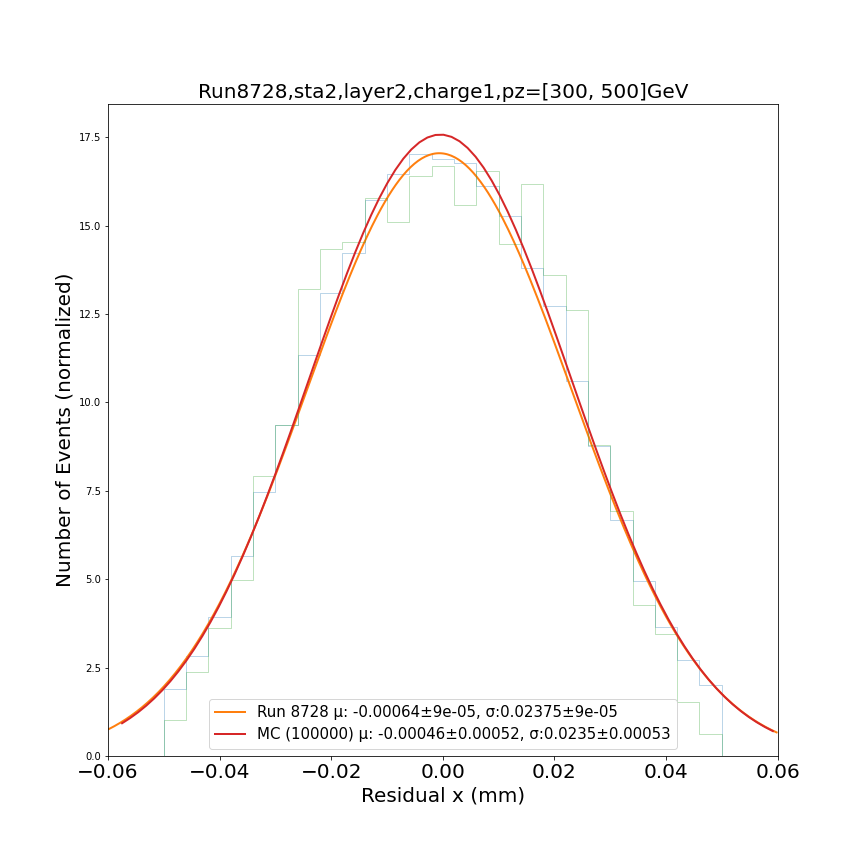 Run8728,sta2,layer2,charge1,pz=[300, 500]GeV
Number of Events (normalized)
17.5
15.0
12.5
10.0
7.5
5.0
2.5
0.0
Run 8728 μ: -0.00064±9e-05, σ:0.02375±9e-05
MC (100000) μ: -0.00046±0.00052, σ:0.0235±0.00053
−0.06 −0.04 −0.02 0.00 0.02 0.04 0.06
Residual x (mm)